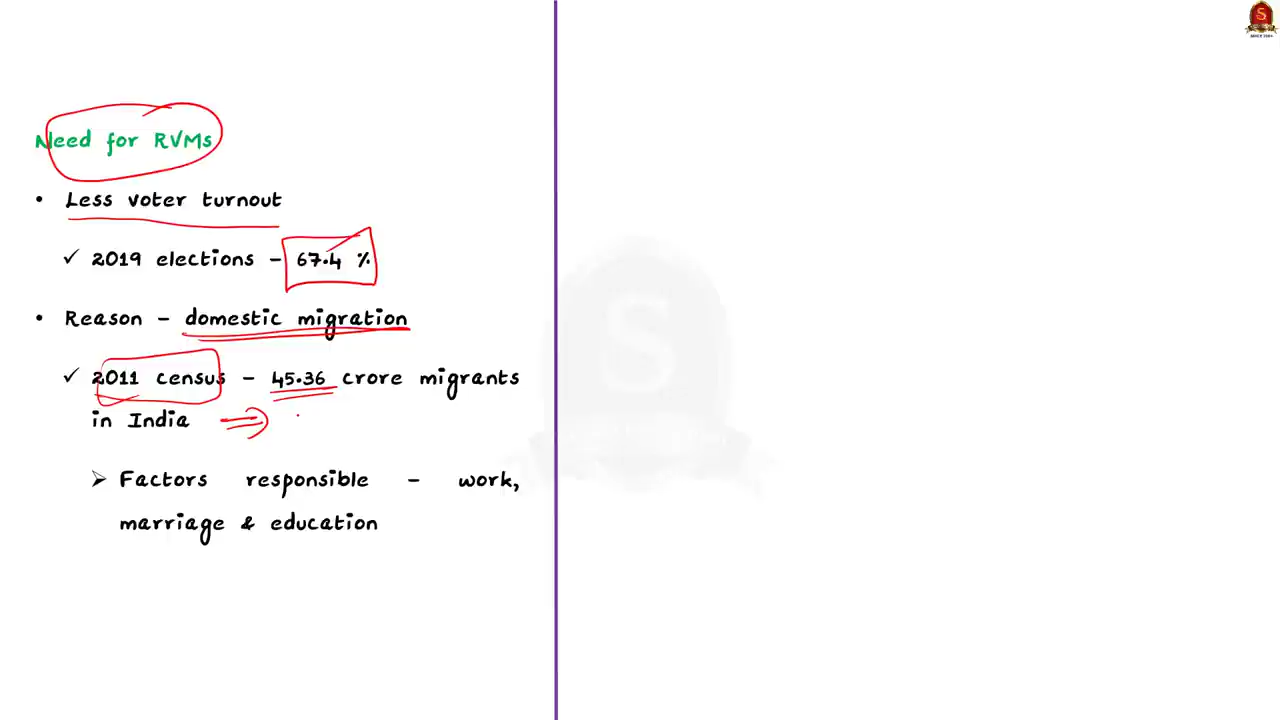 Need for RVMs
• Less voter turnout
✓ 2019 elections - 67.4 %
• Reason - domestic migration
✓ 2011 census - 45.36 crore migrants
in India
➢ Factors responsible - work,
marriage & education
S
S